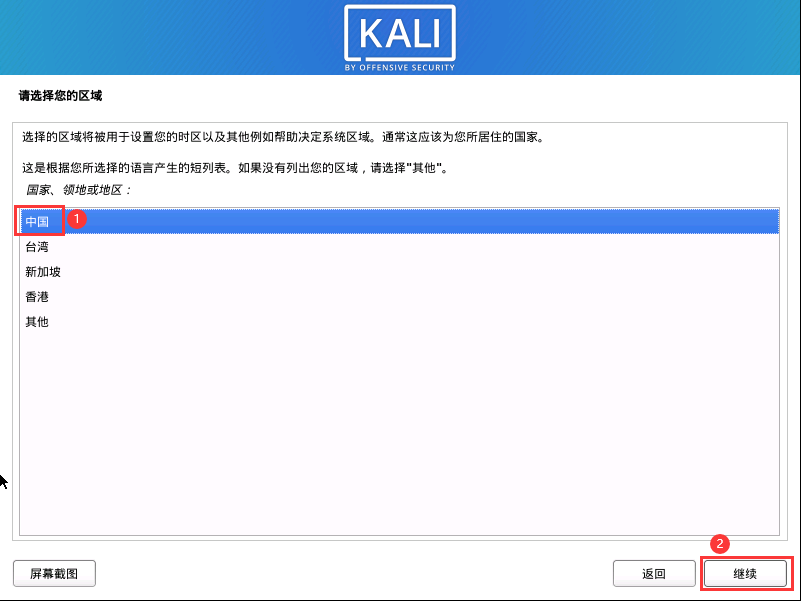 KALI
BY OFFENSIVE SECURITY
请选择您的区域
选择的区域将被用于设置您的时区以及其他例如帮助决定系统区域。通常这应该为您所居住的国家。
这是根据您所选择的语言产生的短列表。如果没有列出您的区域，请选择"其他"。
国家、领地或地区：
中国 1
台湾
新加坡
香港
其他
2
屏幕截图 返回 继续